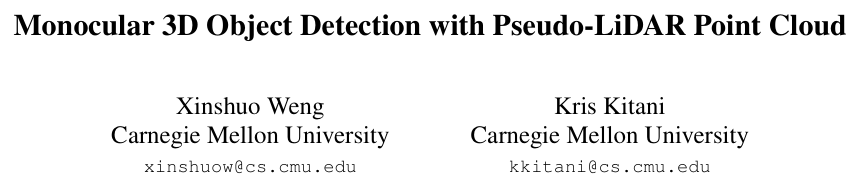 Monocular 3D Object Detection with Pseudo-LiDAR Point Cloud
Xinshuo Weng
Carnegie Mellon University
xinshuow@cs.cmu.edu
Kris Kitani
Carnegie Mellon University
kkitani@cs.cmu.edu